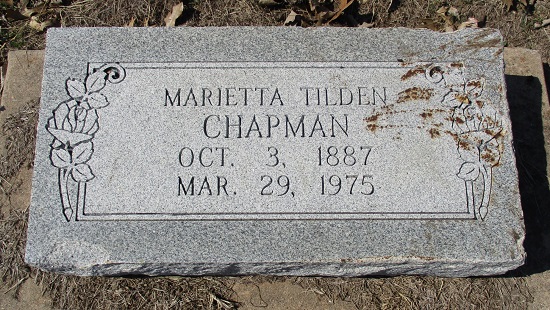 MARIETTA TILDEN
CHAPMAN
OCT. 3, 1887
MAR. 29, 1975